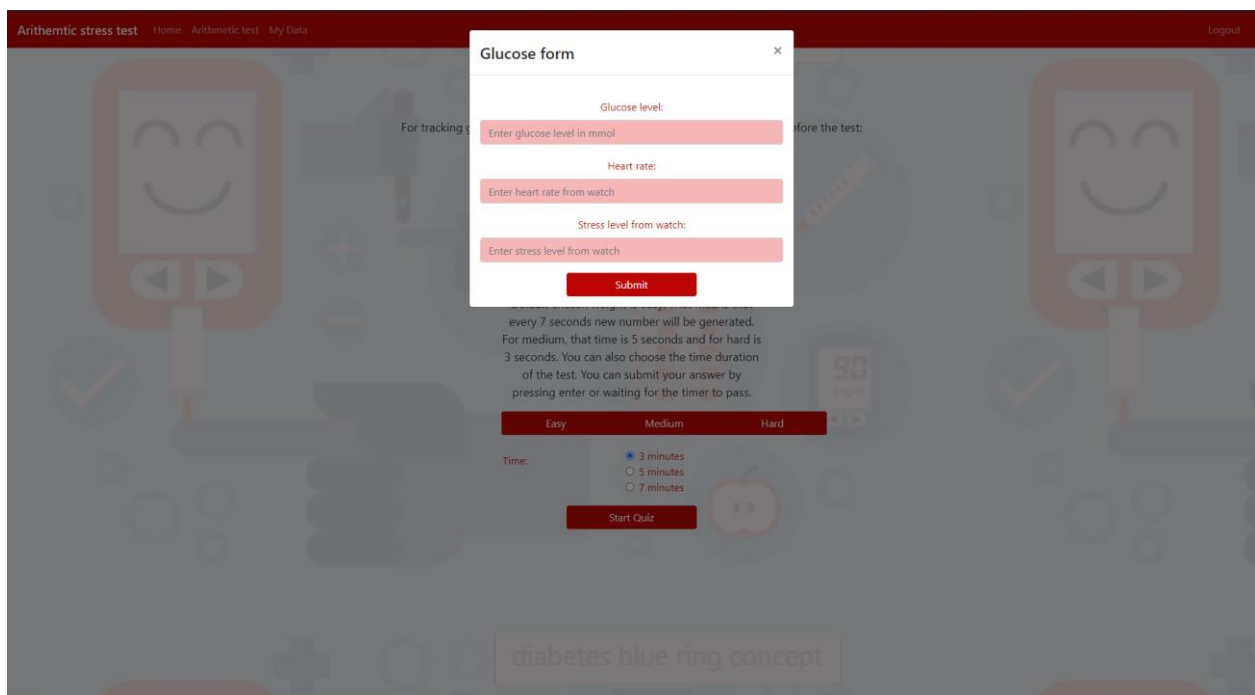 Arithemtic stress test Home Arithmetic test My Data Logout
Glucose form ×
Glucose level:
For tracking
Enter glucose level in mmol
before the test:
Heart rate:
Enter heart rate from watch
Stress level from watch:
Enter stress level from watch
Submit
every 7 seconds new number will be generated.
For medium, that time is 5 seconds and for hard is
3 seconds. You can also choose the time duration
of the test. You can submit your answer by
pressing enter or waiting for the timer to pass.
90
Easy Medium Hard
Time:
3 minutes
5 minutes
7 minutes
Start Quiz
diabetes blue ring concept